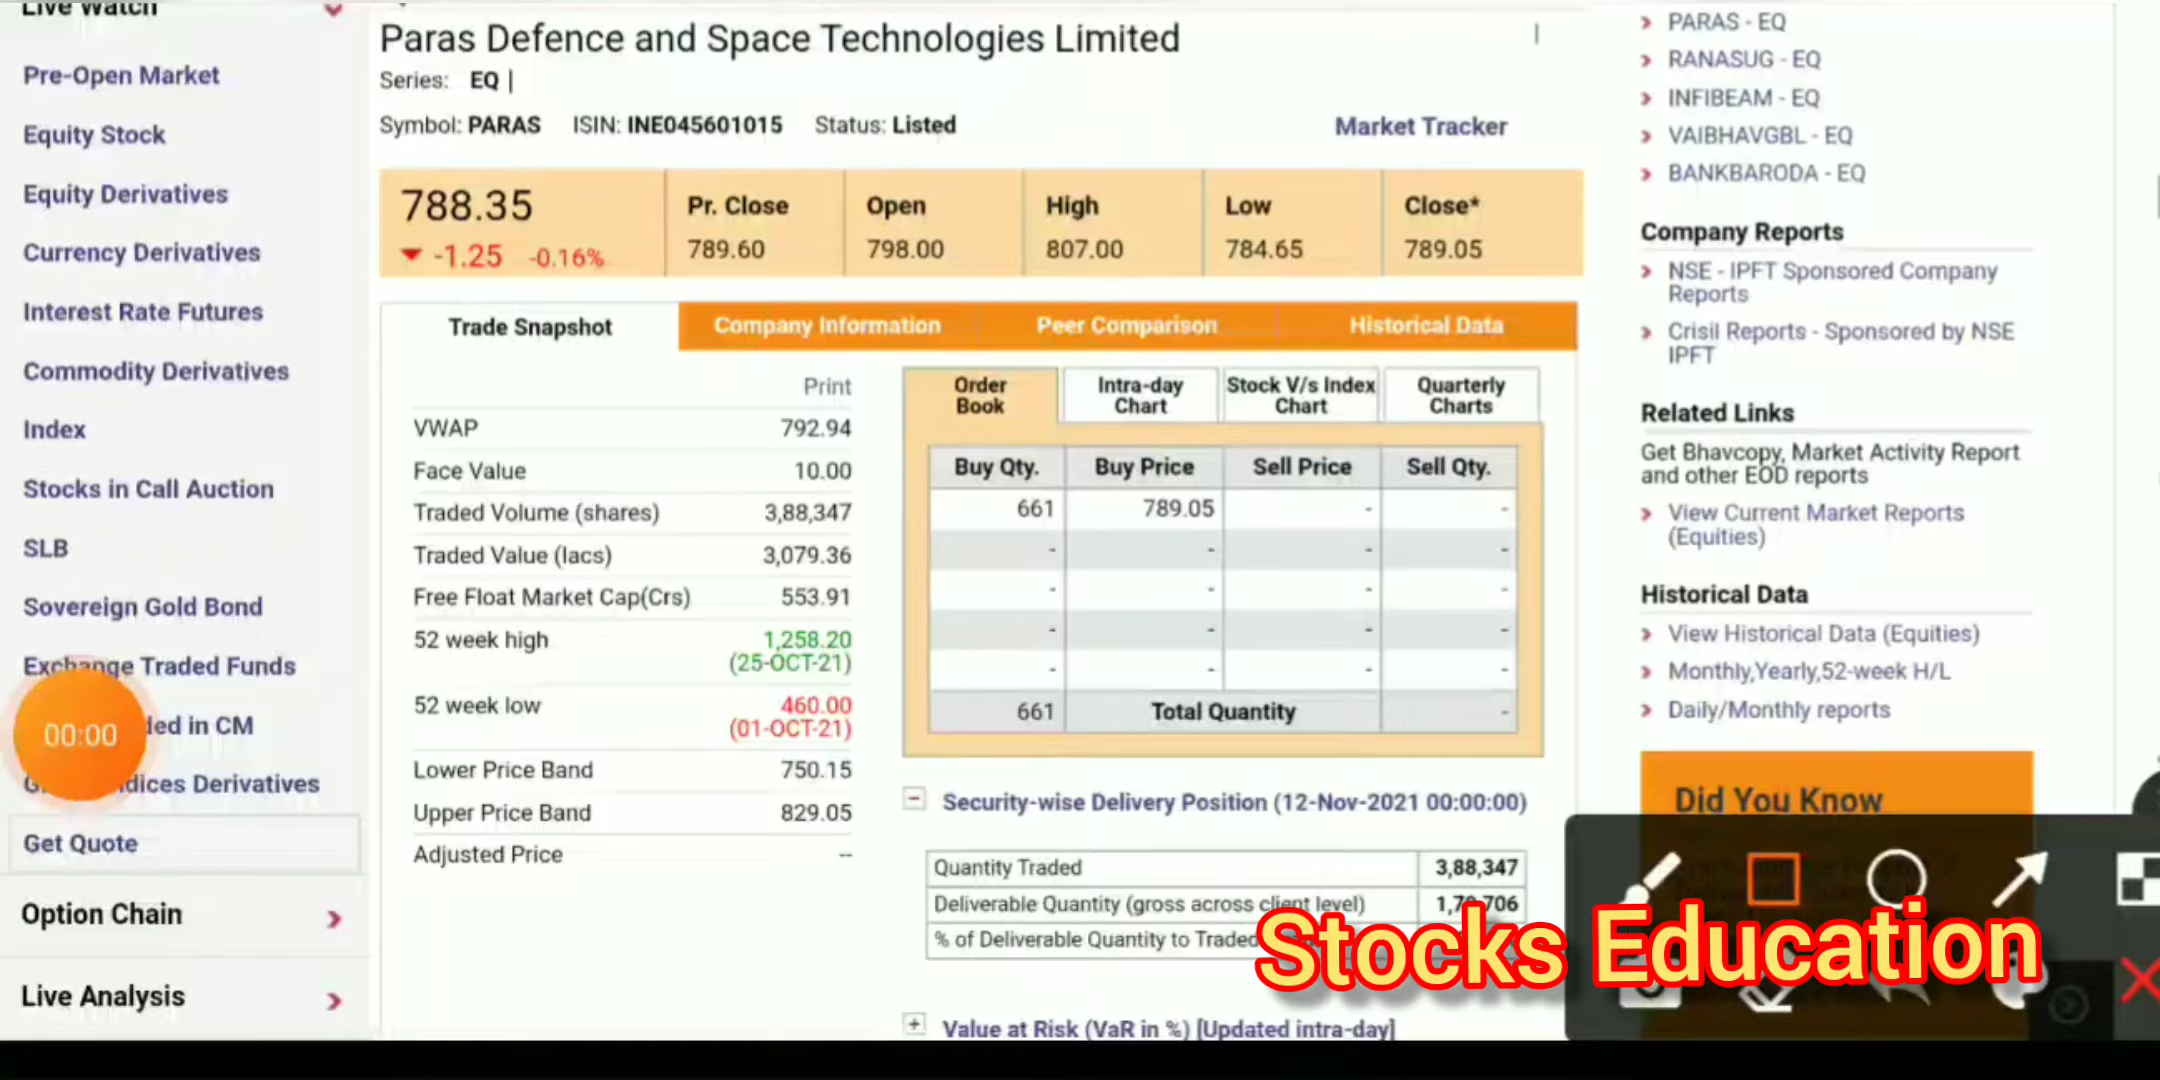 Live Watch
Pre-Open Market
Equity Stock
Equity Derivatives
Currency Derivatives
Interest Rate Futures
Commodity Derivatives
Index
Stocks in Call Auction
SLB
Sovereign Gold Bond
Exchange Traded Funds
in CM
Derivatives
00:00
Get Quote
Option Chain
Live Analysis
Paras Defence and Space Technologies Limited
Series: EQ |
Symbol: PARAS ISIN: INE045601015 Status: Listed
Market Tracker
788.35
-1.25 -0.16%
Pr. Close Open High Low Close*
789.60 798.00 807.00 784.65 789.05
Trade Snapshot Company Information Peer Comparison Historical Data
Print
VWAP 792.94
Face Value 10.00
Traded Volume (shares) 3,88,347
Traded Value (lacs) 3,079.36
Free Float Market Cap(Crs) 553.91
52 week high 1,258.20
(25-OCT-21)
52 week low 460.00
(01-OCT-21)
Lower Price Band 750.15
Upper Price Band 829.05
Adjusted Price --
Order Book
Intra-day Chart
Stock V/s Index Chart
Quarterly Charts
Buy Qty. Buy Price Sell Price Sell Qty.
661 789.05 - -
- - - -
- - - -
- - - -
- - - -
661 Total Quantity -
Security-wise Delivery Position (12-Nov-2021 00:00:00)
Quantity Traded 3,88,347
Deliverable Quantity (gross across client level)
% of Deliverable Quantity to Traded
Value at Risk (VaR in %) [Updated intra-day]
PARAS - EQ
RANASUG - EQ
INFIBEAM - EQ
VAIBHAVGBL - EQ
BANKBARODA - EQ
Company Reports
NSE - IPFT Sponsored Company
Reports
Crisil Reports - Sponsored by NSE
IPFT
Related Links
Get Bhavcopy, Market Activity Report
and other EOD reports
View Current Market Reports
(Equities)
Historical Data
View Historical Data (Equities)
Monthly,Yearly,52-week H/L
Daily/Monthly reports
Did You Know
Stocks Education